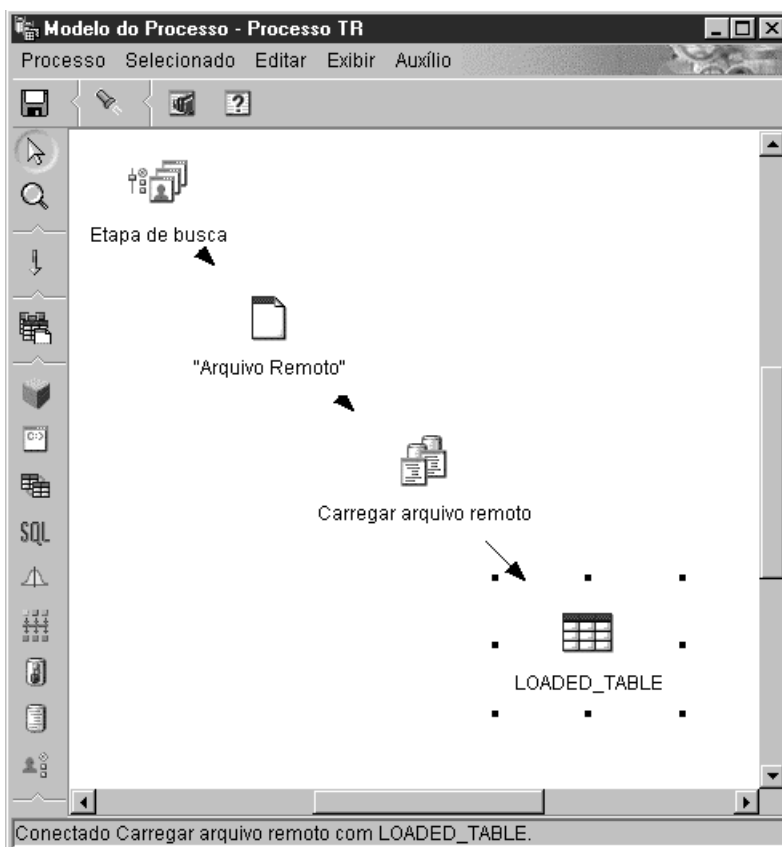 Modelo do Processo - Processo TR
Processo Selecionado Editar Exibir Auxílio
Etapa de busca
"Arquivo Remoto"
C:>
Carregar arquivo remoto
SQL
LOADED_TABLE
Conectado Carregar arquivo remoto com LOADED_TABLE.